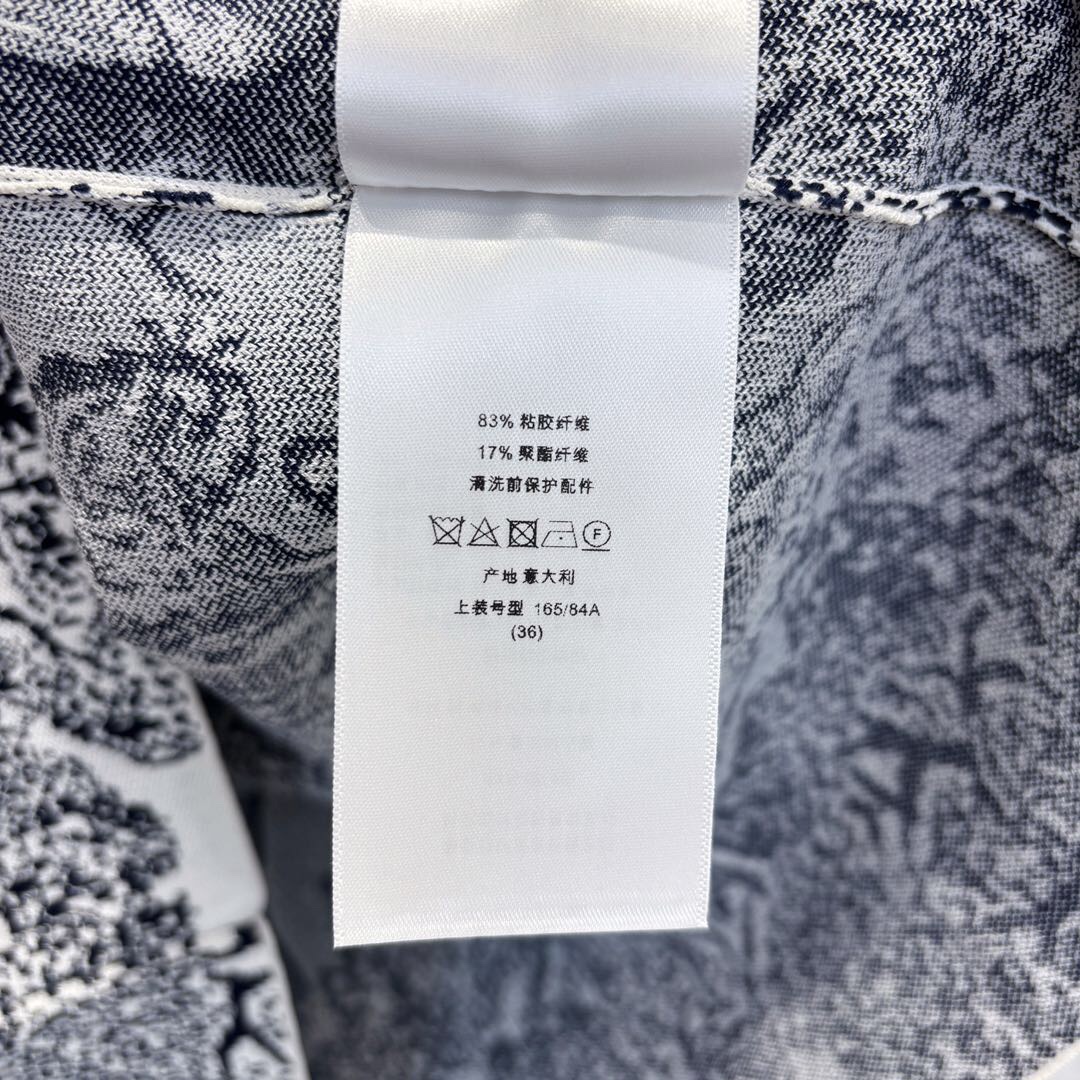 83% 粘胶纤维
17% 聚酯纤维
清洗前保护配件
F
产地意大利
上装号型 165/84A
(36)